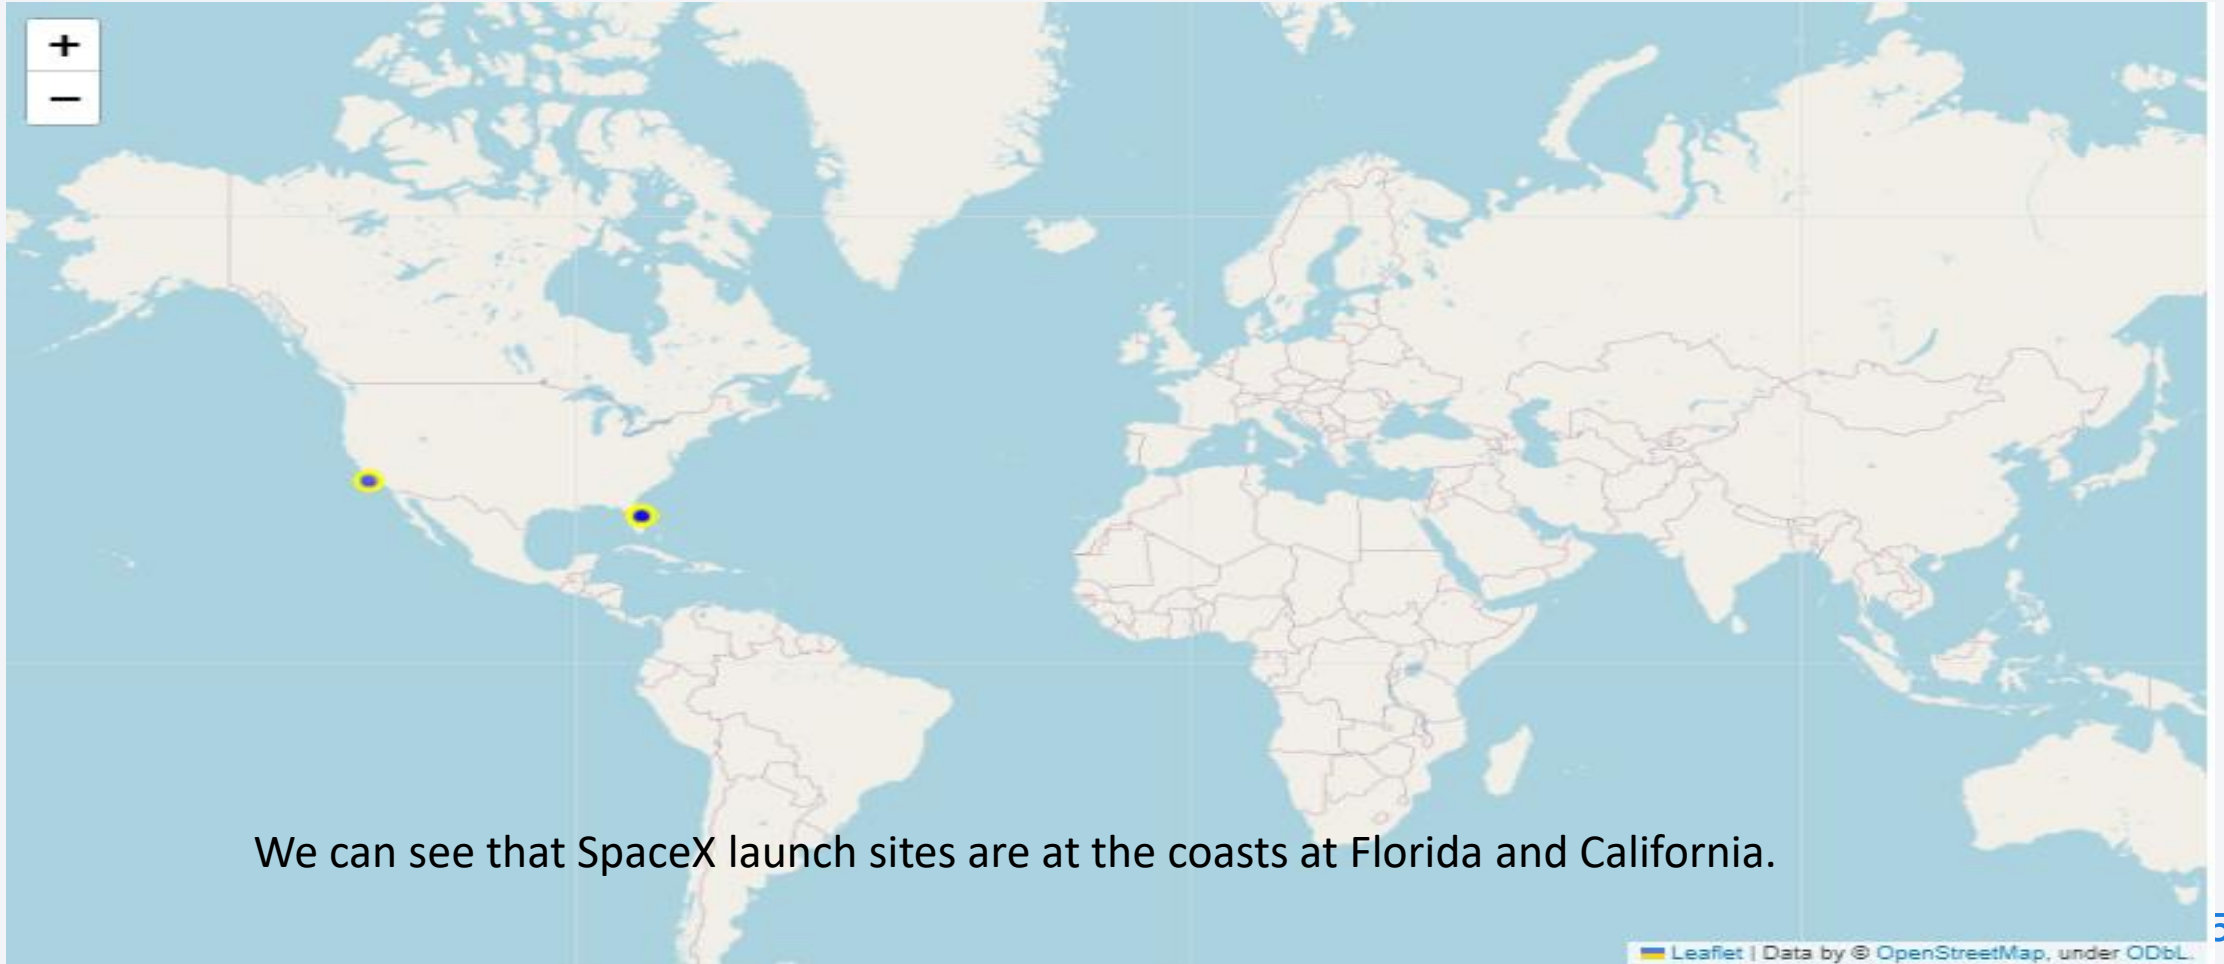 +
−
We can see that SpaceX launch sites are at the coasts at Florida and California.
Leaflet | Data by © OpenStreetMap, under ODbL.